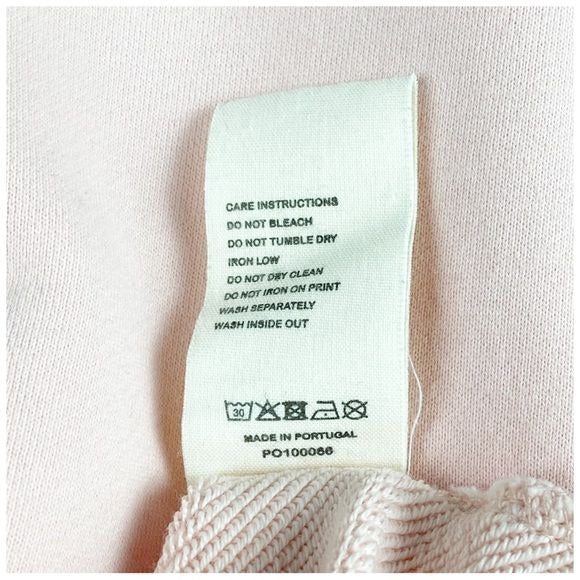 CARE INSTRUCTIONS
DO NOT BLEACH
DO NOT TUMBLE DRY
IRON LOW
DO NOT DRY CLEAN
DO NOT IRON ON PRINT
WASH SEPARATELY
WASH INSIDE OUT
30
MADE IN PORTUGAL
PO100066